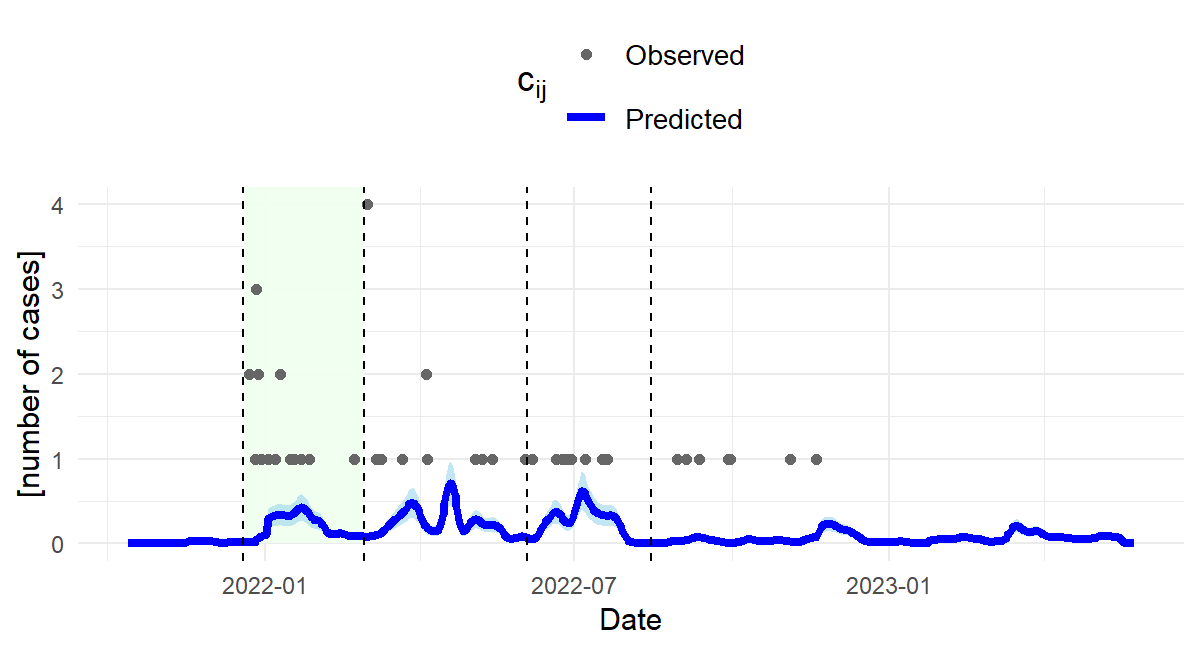 Observed
c_ij
Predicted
4
3
2
1
0
[number of cases]
2022-01
2022-07
2023-01
Date